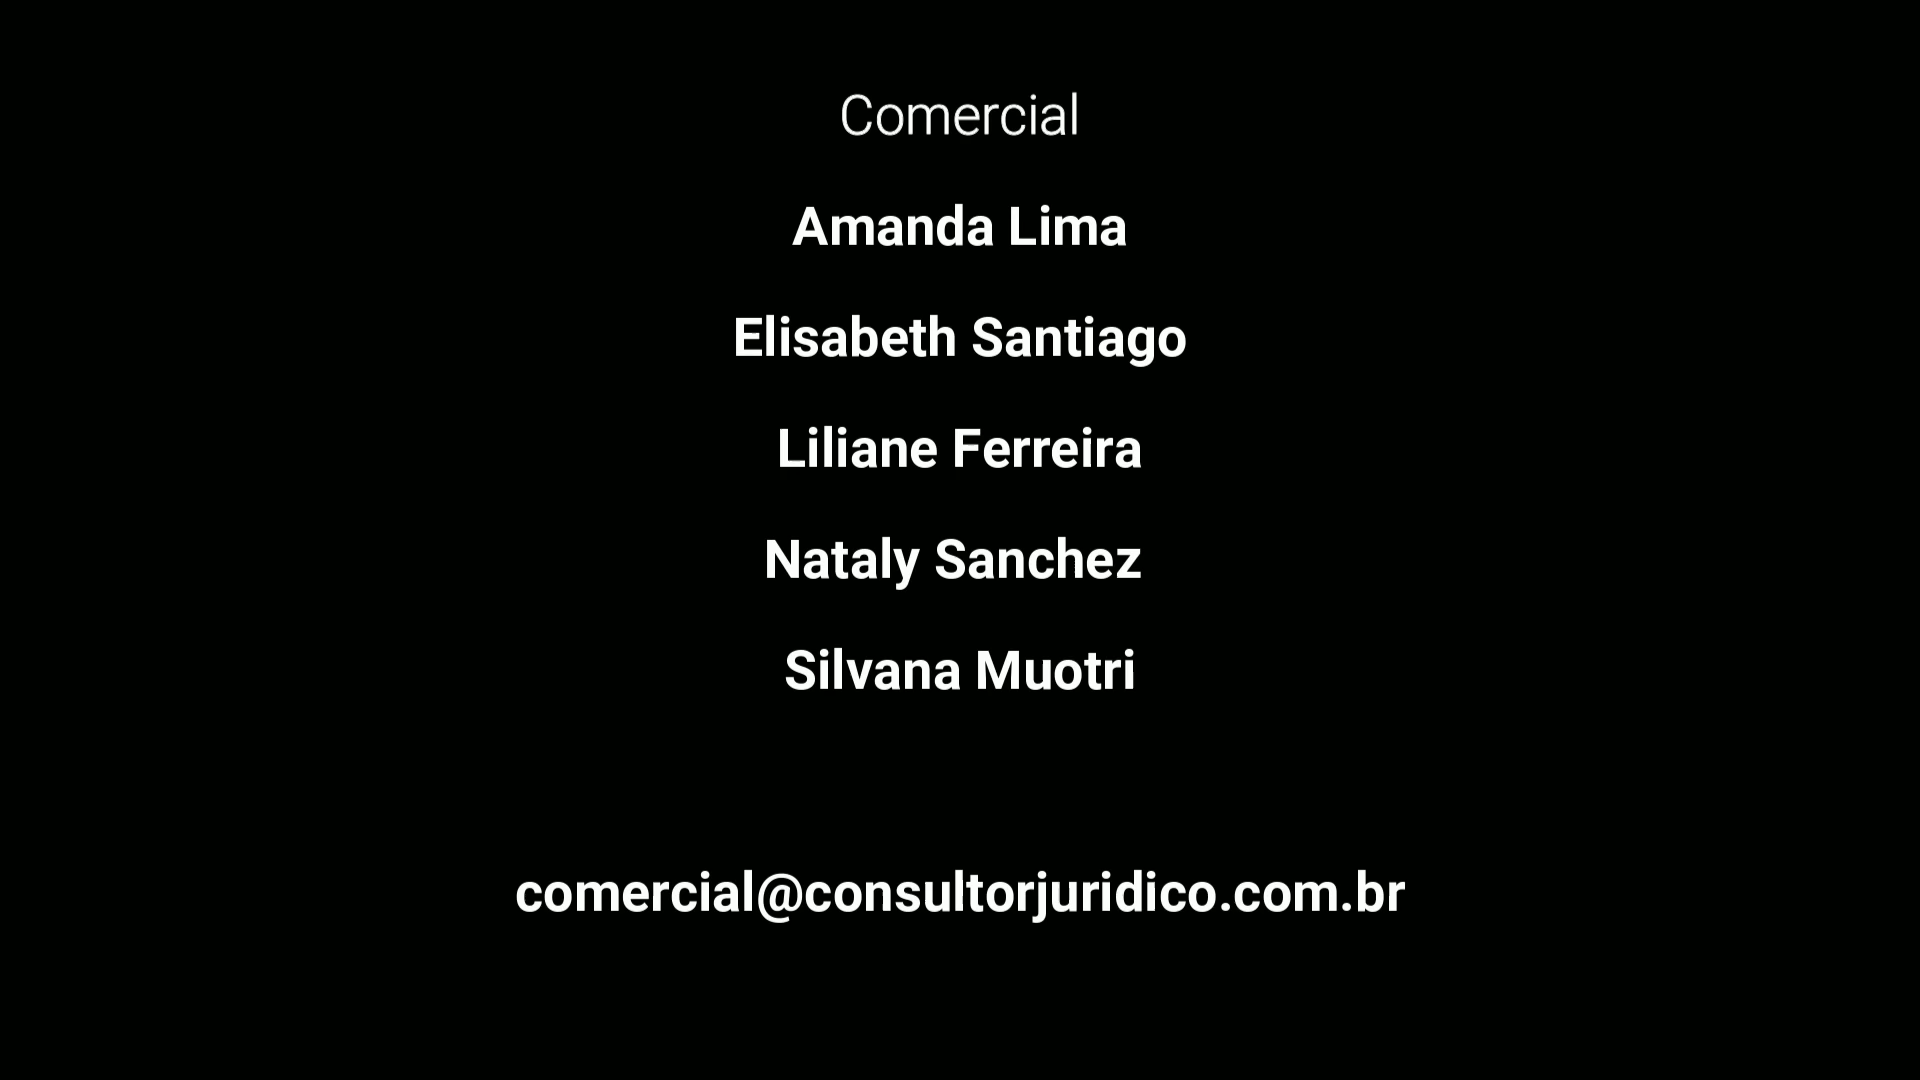 Comercial
Amanda Lima
Elisabeth Santiago
Liliane Ferreira
Nataly Sanchez
Silvana Muotri
comercial@consultorjuridico.com.br